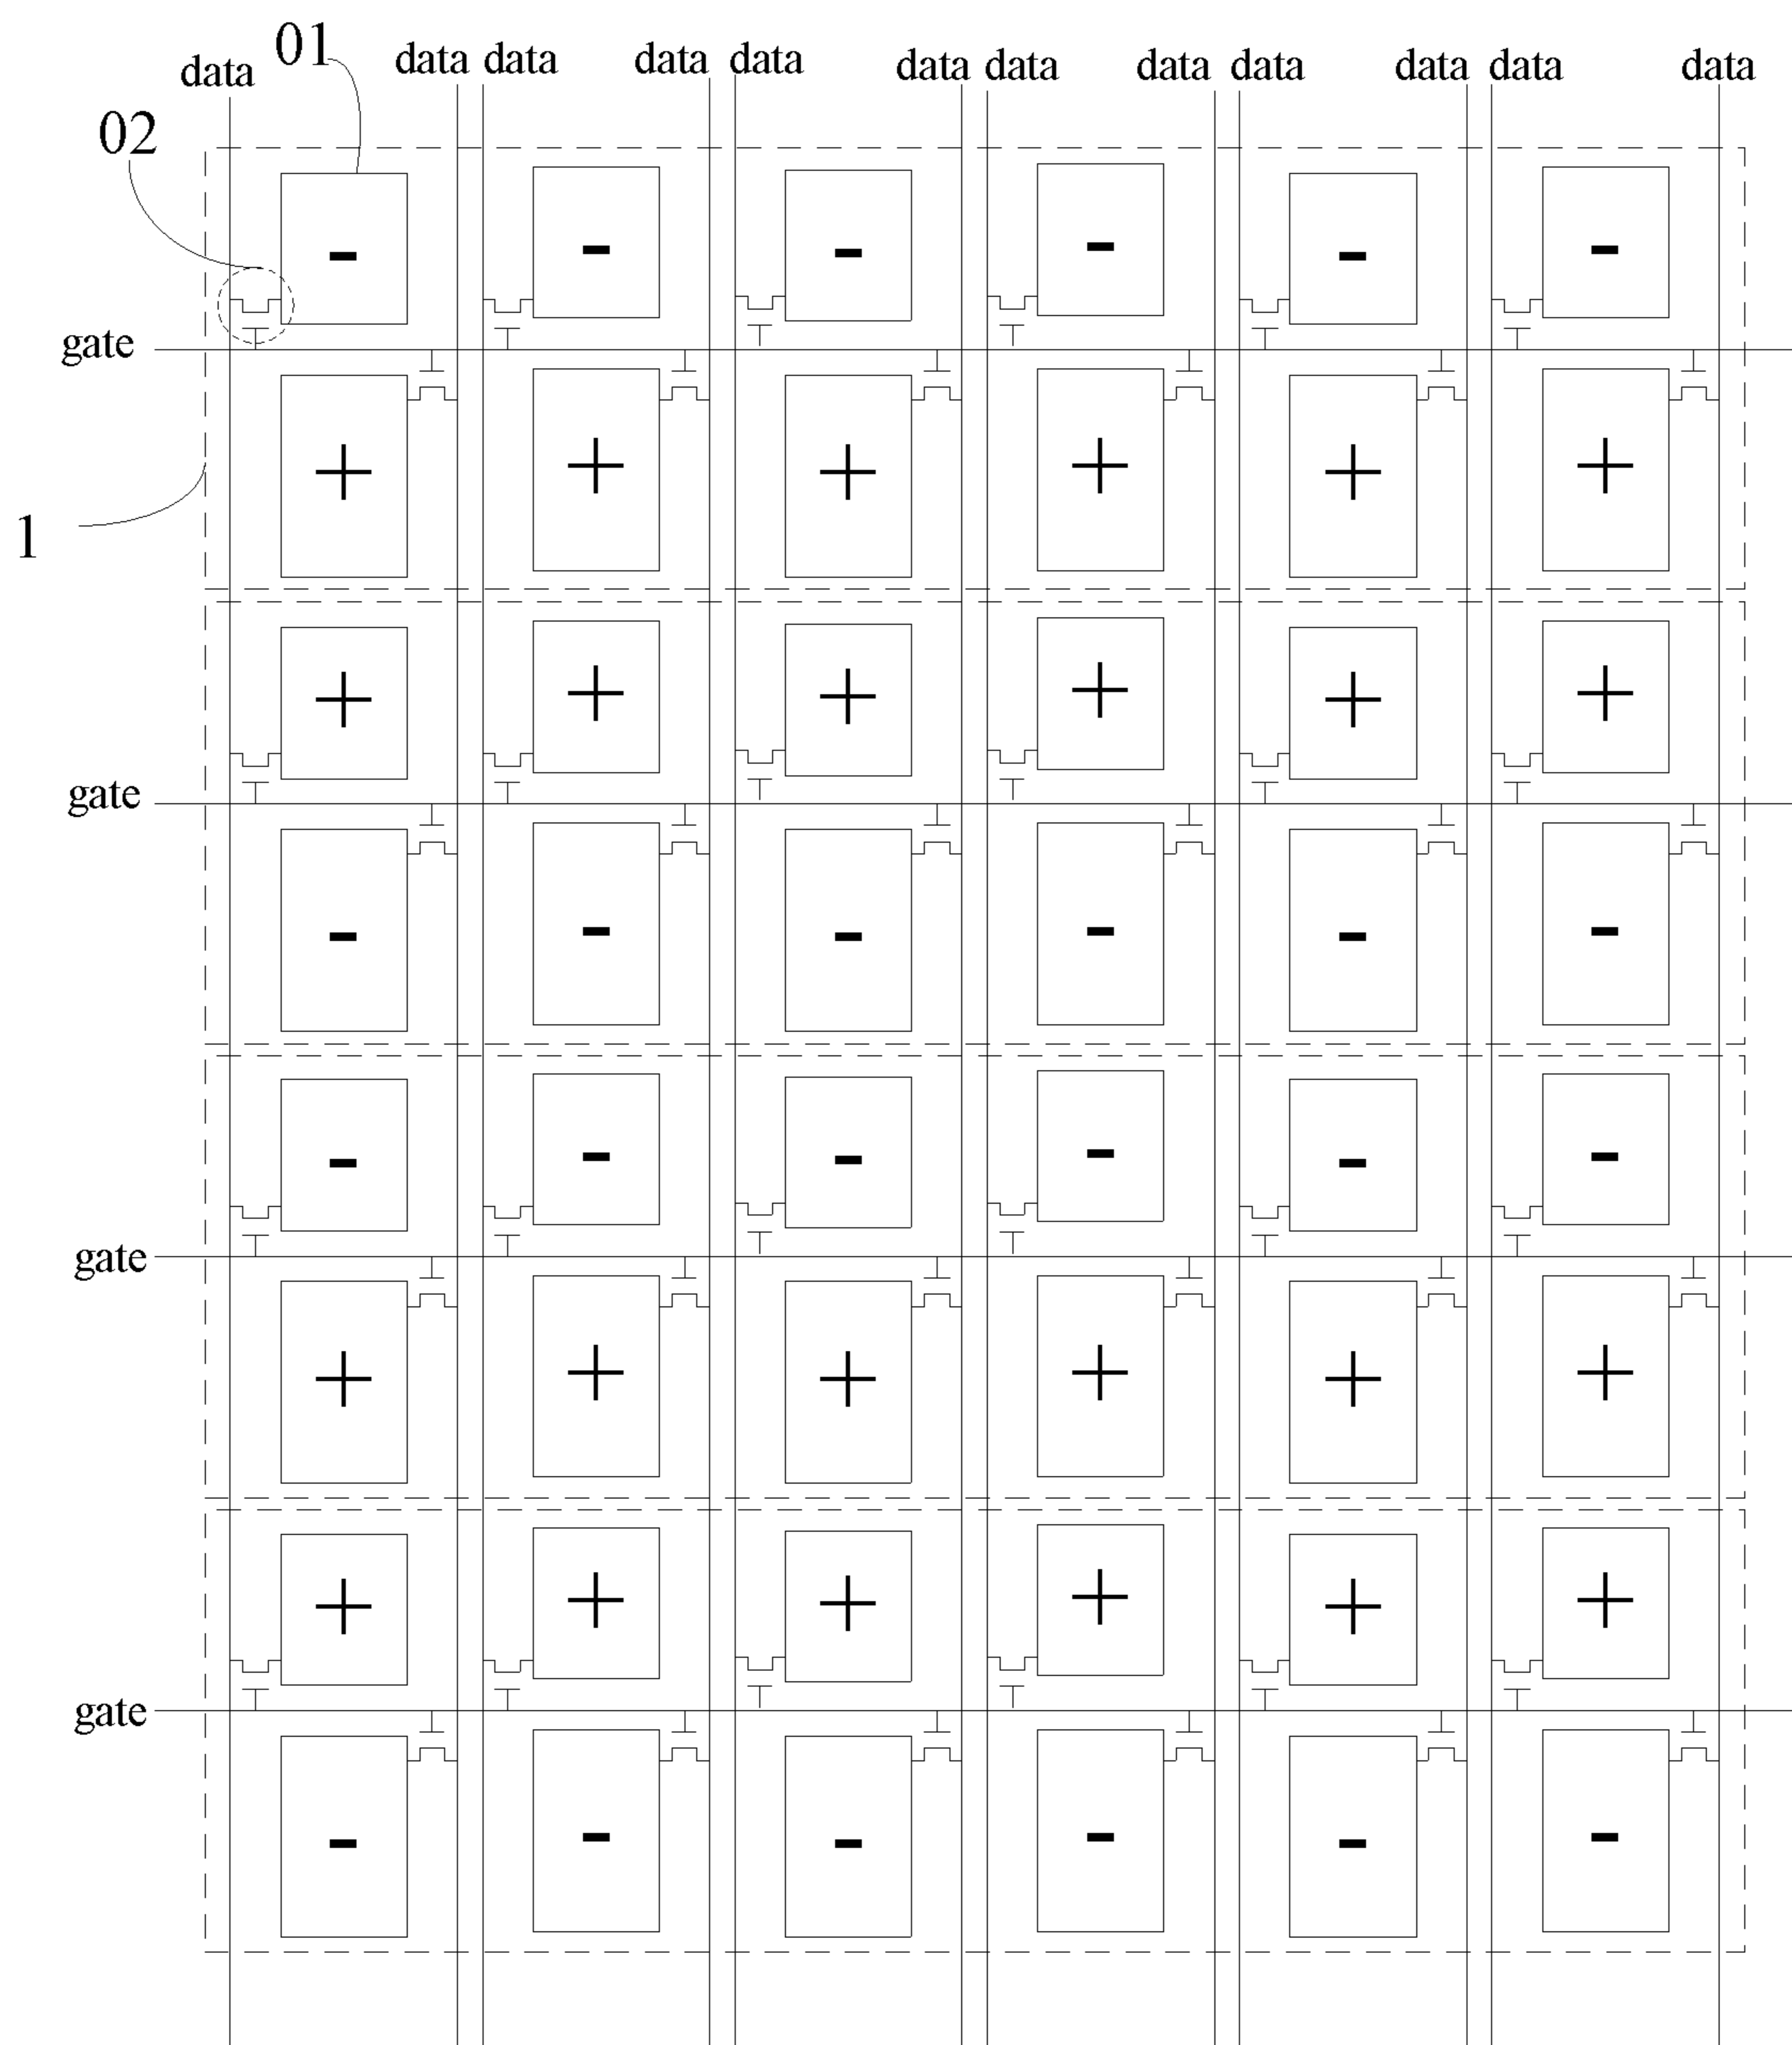 01
data data data data data data data data data data data data
02
- - - - - -
gate
+ + + + + +
1
+ + + + + +
gate
- - - - - -
- - - - - -
gate
+ + + + + +
+ + + + + +
gate
- - - - - -